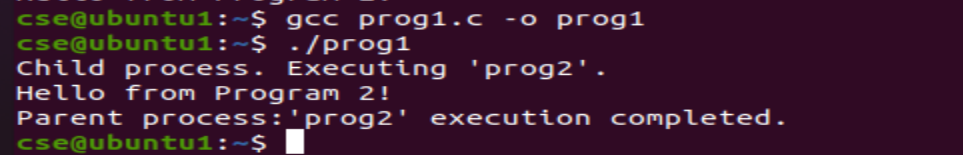 cse@ubuntu1:~$ gcc prog1.c -o prog1
cse@ubuntu1:~$ ./prog1
Child process. Executing 'prog2'.
Hello from Program 2!
Parent process:'prog2' execution completed.
cse@ubuntu1:~$